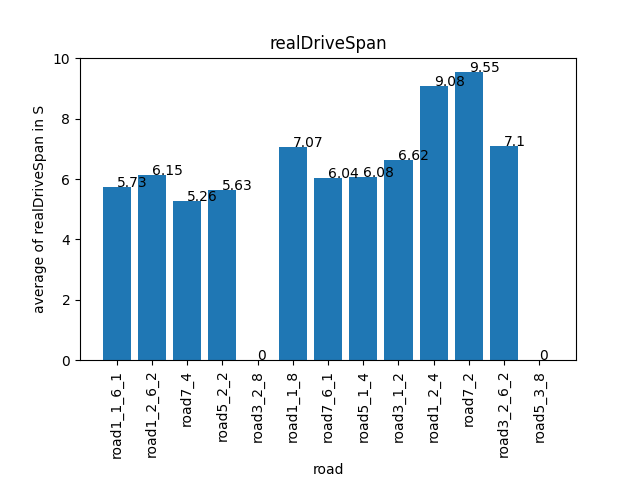 realDriveSpan
average of realDriveSpan in S
10
8
6
4
2
0
5.73
6.15
5.26
5.63
0
7.07
6.04
6.08
6.62
9.08
9.55
7.1
0
road1_1_6_1
road1_2_6_2
road7_4
road5_2_2
road3_2_8
road1_1_8
road7_6_1
road5_1_4
road3_1_2
road1_2_4
road7_2
road3_2_6_2
road5_3_8
road